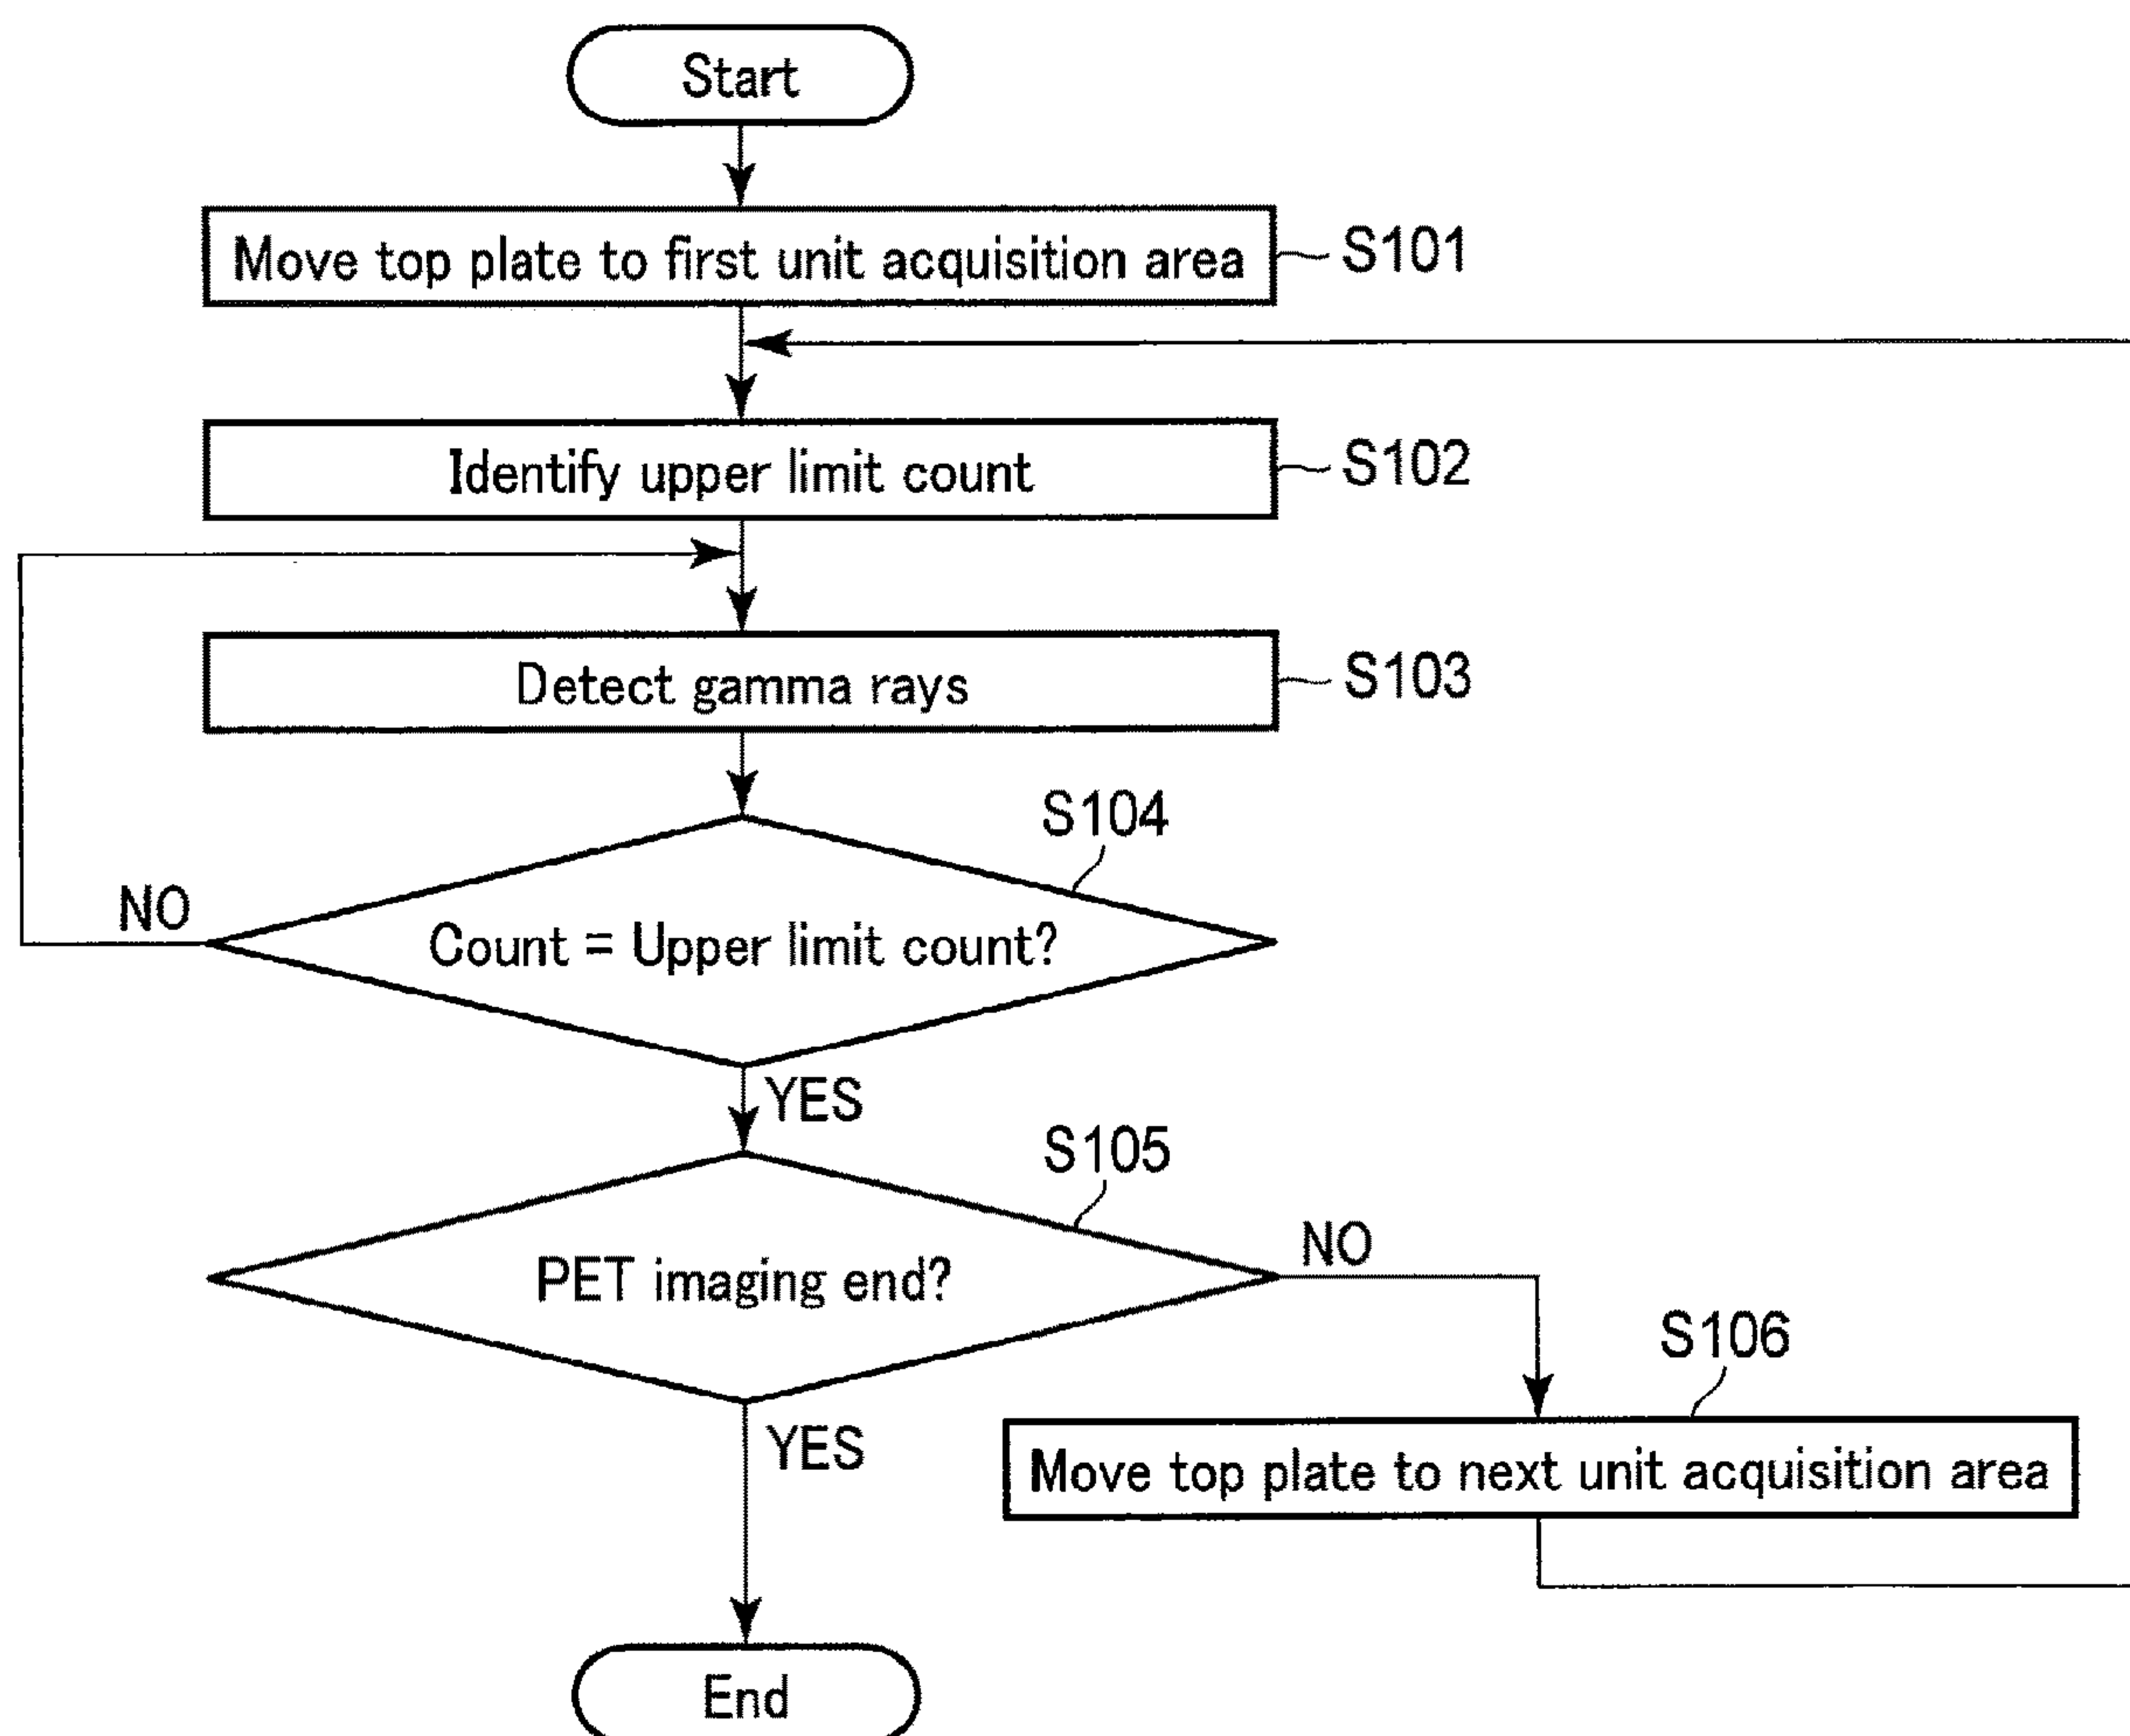 Start
Move top plate to first unit acquisition area
S101
Identify upper limit count
S102
Detect gamma rays
S103
S104
NO
Count = Upper limit count?
YES
S105
PET imaging end?
NO
S106
YES
Move top plate to next unit acquisition area
End